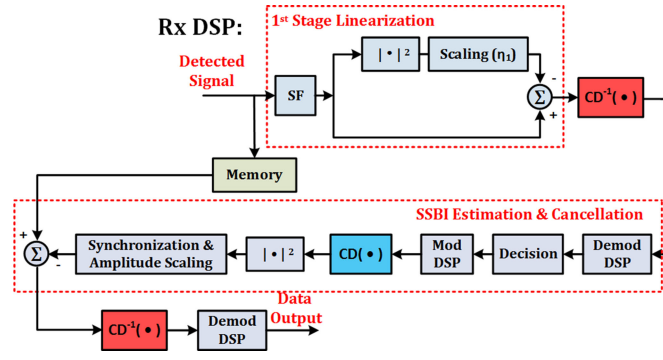 Rx DSP:
1st Stage Linearization
Detected Signal
SF
| • | 2
Scaling (η1)
-
Σ
+
CD-1( • )
Memory
SSBI Estimation & Cancellation
+
Σ
-
Synchronization &
Amplitude Scaling
| • | 2
CD( • )
Mod
DSP
Decision
Demod
DSP
CD-1( • )
Demod
DSP
Data
Output